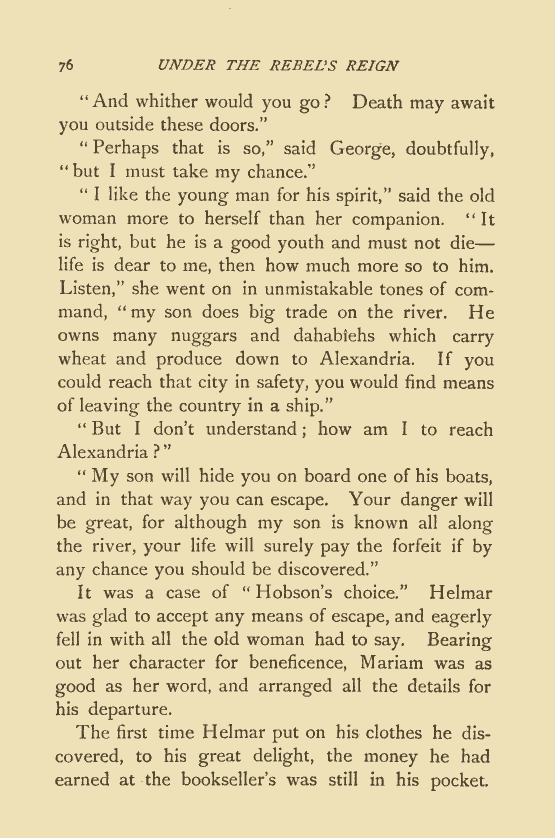 76 UNDER THE REBEL'S REIGN
“And whither would you go? Death may await
you outside these doors.”
“Perhaps that is so,” said George, doubtfully,
“but I must take my chance.”
“I like the young man for his spirit,” said the old
woman more to herself than her companion. “It
is right, but he is a good youth and must not die—
life is dear to me, then how much more so to him.
Listen,” she went on in unmistakable tones of com-
mand, “my son does big trade on the river. He
owns many nuggars and dahabîehs which carry
wheat and produce down to Alexandria. If you
could reach that city in safety, you would find means
of leaving the country in a ship.”
“But I don't understand; how am I to reach
Alexandria?”
“My son will hide you on board one of his boats,
and in that way you can escape. Your danger will
be great, for although my son is known all along
the river, your life will surely pay the forfeit if by
any chance you should be discovered.”
It was a case of “Hobson's choice.” Helmar
was glad to accept any means of escape, and eagerly
fell in with all the old woman had to say. Bearing
out her character for beneficence, Mariam was as
good as her word, and arranged all the details for
his departure.
The first time Helmar put on his clothes he dis-
covered, to his great delight, the money he had
earned at the bookseller's was still in his pocket.